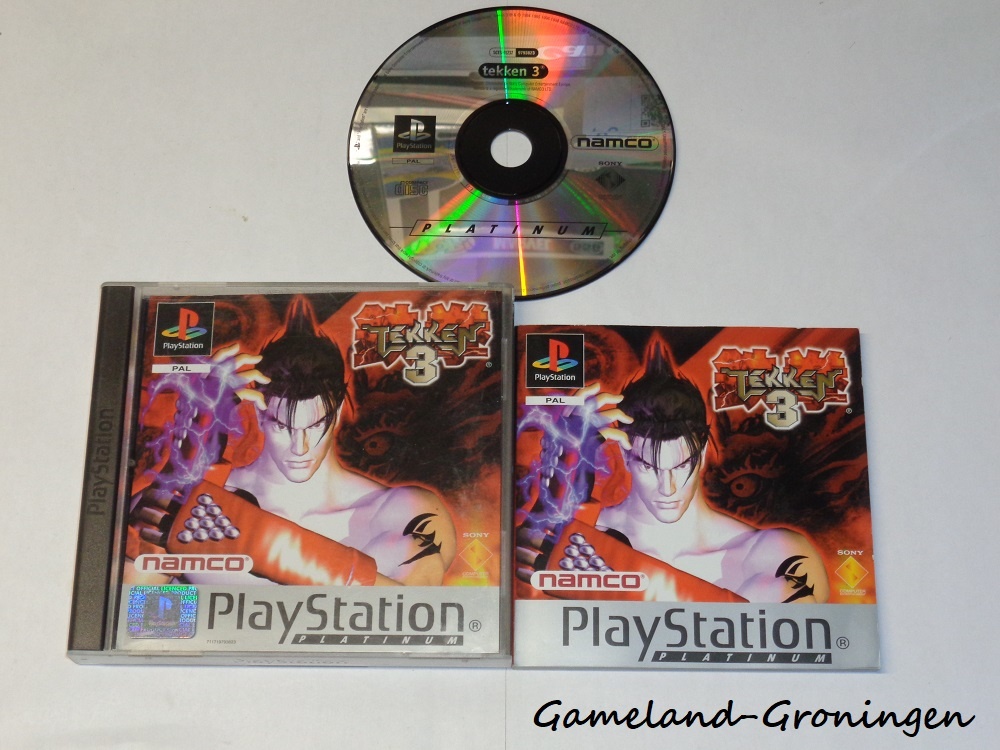 tekken 3
PlayStation
PAL
namco
SONY
PLATINUM
PlayStation
PlayStation
PAL
TEKKEN
3
namco
SONY
PlayStation®
PLATINUM
PlayStation
PAL
TEKKEN
3
namco
SONY
PlayStation®
PLATINUM
Gameland-Groningen